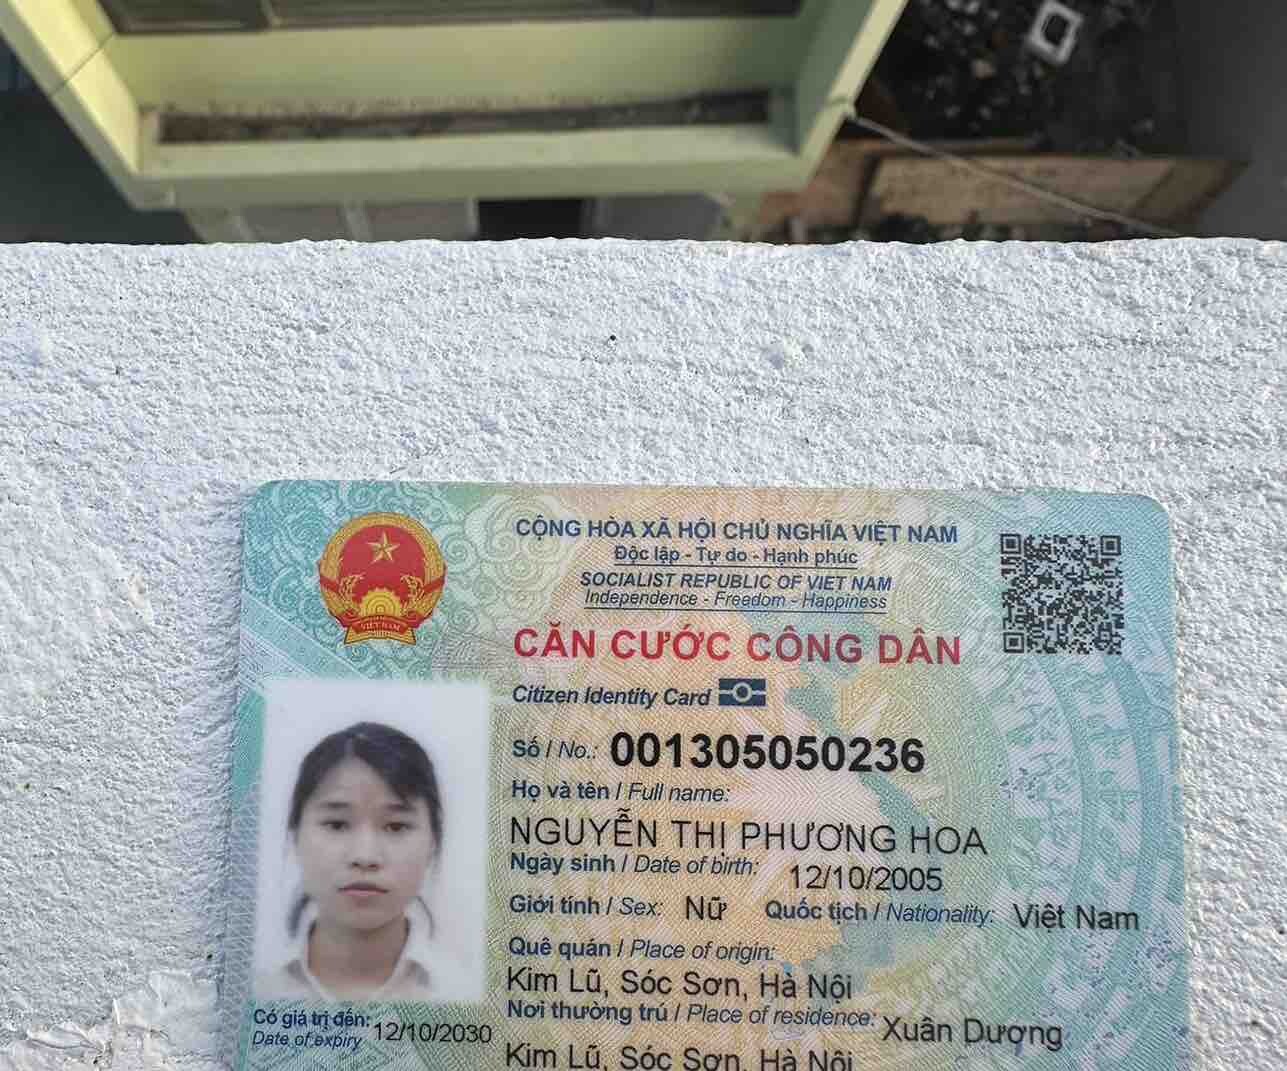 CỘNG HÒA XÃ HỘI CHỦ NGHĨA VIỆT NAM
Độc lập - Tự do - Hạnh phúc
SOCIALIST REPUBLIC OF VIET NAM
Independence - Freedom - Happiness
CĂN CƯỚC CÔNG DÂN
Citizen Identity Card
Số / No.: 001305050236
Họ và tên / Full name:
NGUYỄN THỊ PHƯƠNG HOA
Ngày sinh / Date of birth: 12/10/2005
Giới tính / Sex: Nữ Quốc tịch / Nationality: Việt Nam
Quê quán / Place of origin:
Kim Lũ, Sóc Sơn, Hà Nội
Nơi thường trú / Place of residence: Xuân Dương
Kim Lũ, Sóc Sơn, Hà Nội
Có giá trị đến: 12/10/2030
Date of expiry
VIỆT NAM